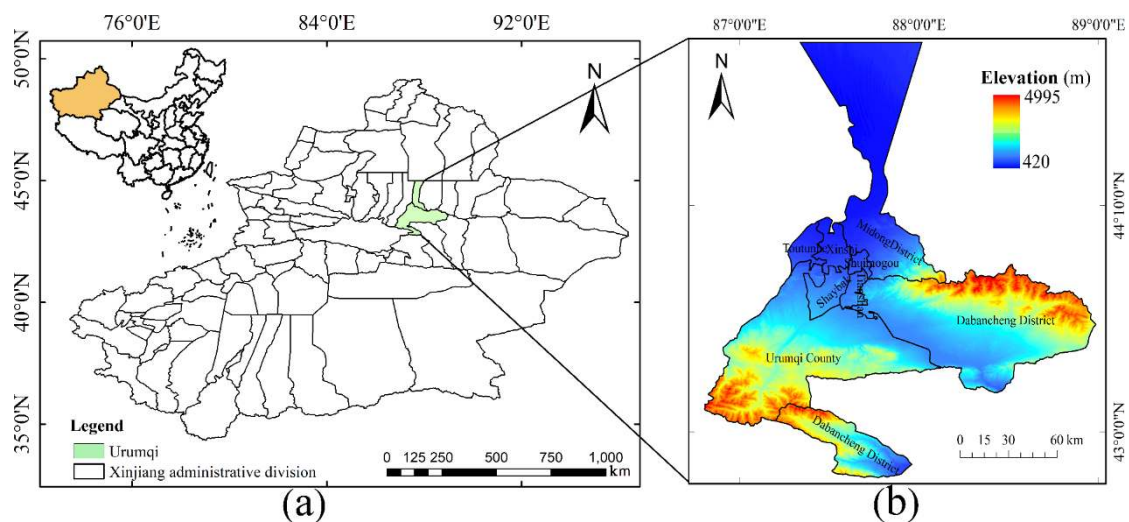 76°0'E 84°0'E 92°0'E
50°0'N
45°0'N
40°0'N
35°0'N
N
Legend
Urumqi
Xinjiang administrative division
0 125 250 500 750 1,000
km
(a)
87°0'0"E 88°0'0"E 89°0'0"E
N
Elevation (m)
4995
420
44°10'0"N
43°0'0"N
MidongDistrict
Xinshi
Shuimogou
Dabancheng District
Urumqi County
Dabancheng District
0 15 30 60 km
(b)